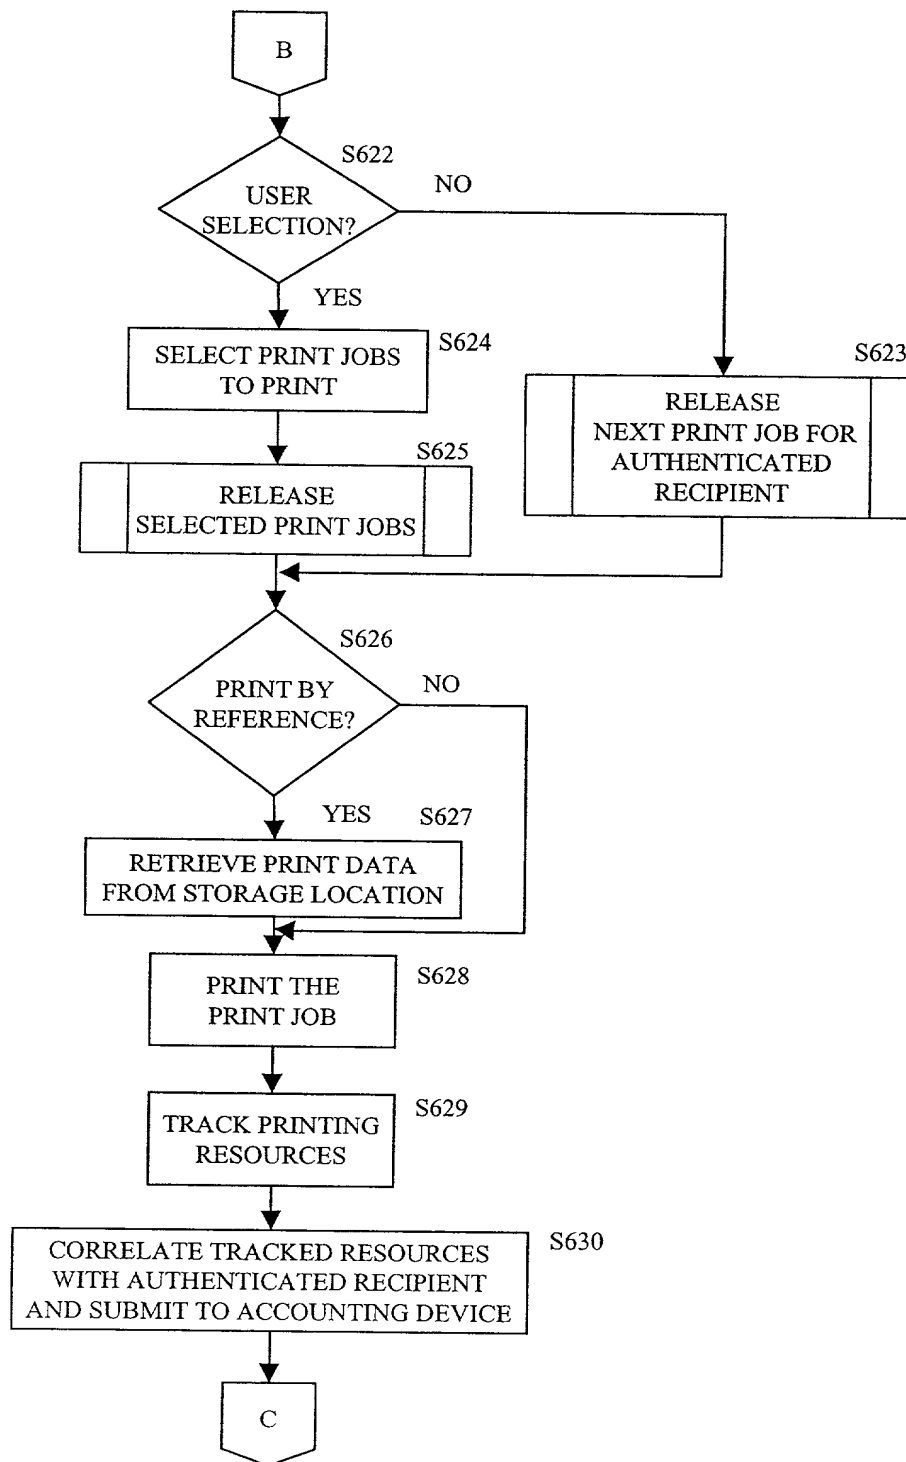 B
S622
USER
SELECTION?
NO
YES
SELECT PRINT JOBS
TO PRINT
S624
S623
RELEASE
NEXT PRINT JOB FOR
AUTHENTICATED
RECIPIENT
S625
RELEASE
SELECTED PRINT JOBS
S626
PRINT BY
REFERENCE?
NO
YES
S627
RETRIEVE PRINT DATA
FROM STORAGE LOCATION
PRINT THE
PRINT JOB
S628
TRACK PRINTING
RESOURCES
S629
CORRELATE TRACKED RESOURCES
WITH AUTHENTICATED RECIPIENT
AND SUBMIT TO ACCOUNTING DEVICE
S630
C